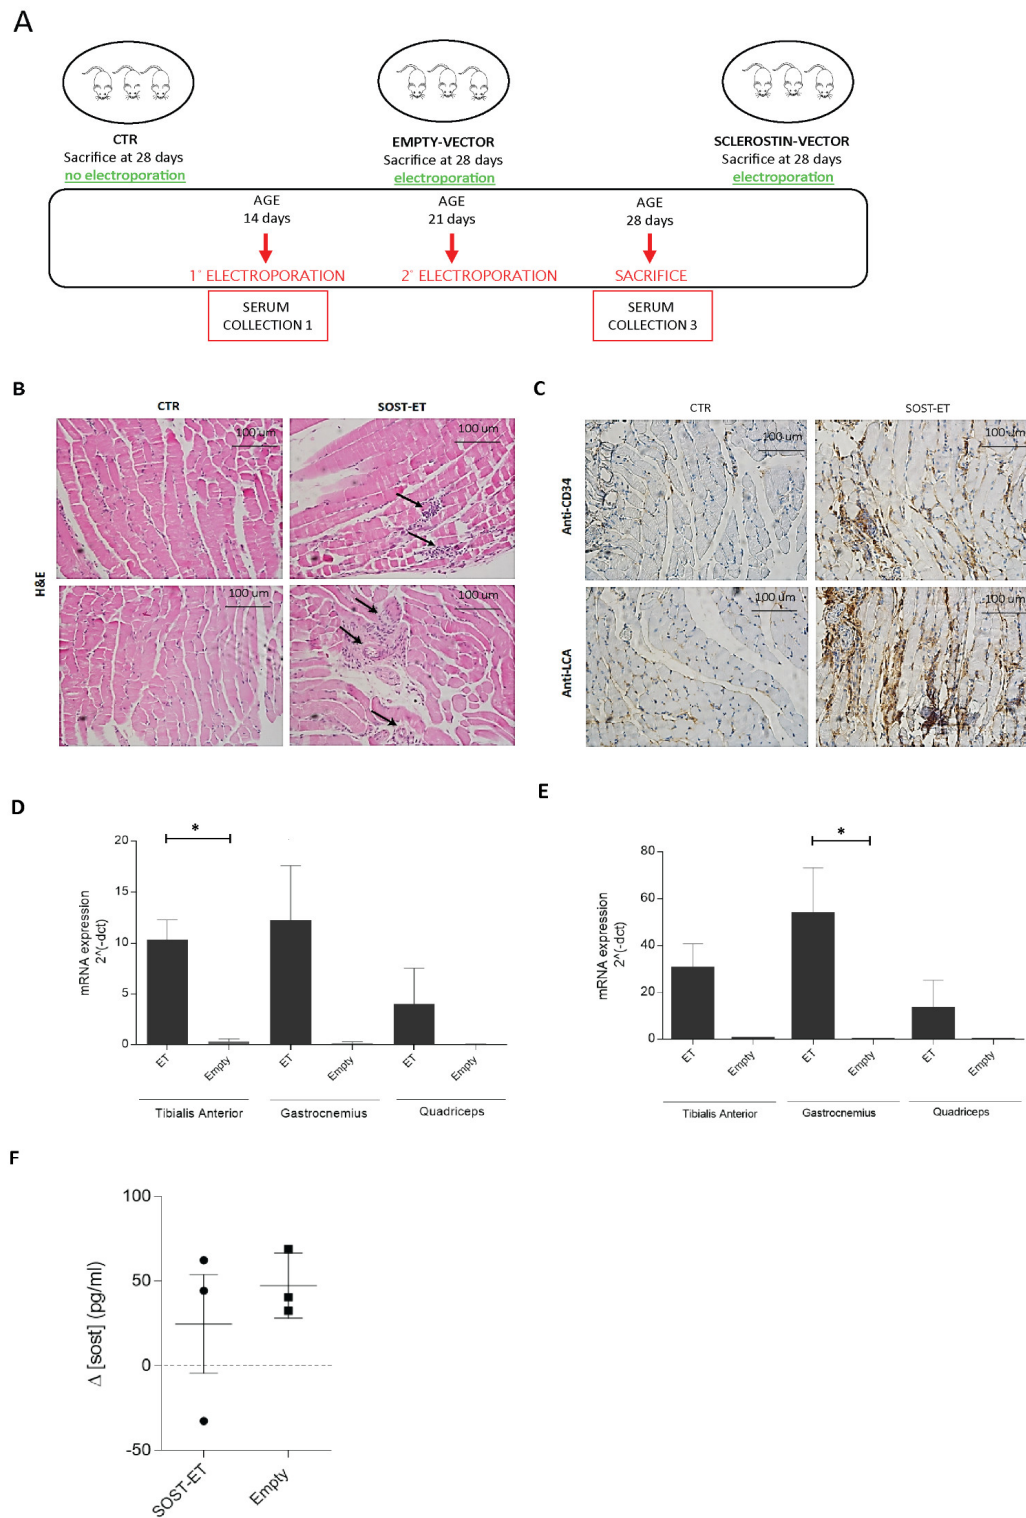 A
CTR
Sacrifice at 28 days
no electroporation
EMPTY-VECTOR
Sacrifice at 28 days
electroporation
SCLEROSTIN-VECTOR
Sacrifice at 28 days
electroporation
AGE
14 days
AGE
21 days
AGE
28 days
1° ELECTROPORATION
2° ELECTROPORATION
SACRIFICE
SERUM
COLLECTION 1
SERUM
COLLECTION 3
B
CTR
SOST-ET
H&E
100 um
100 um
100 um
100 um
C
CTR
SOST-ET
Anti-CD34
Anti-LCA
100 um
100 um
100 um
100 um
D
mRNA expression
2^(-dct)
20
15
10
5
0
*
ET
Empty
ET
Empty
ET
Empty
Tibialis Anterior
Gastrocnemius
Quadriceps
E
mRNA expression
2^(-dct)
80
60
40
20
0
*
ET
Empty
ET
Empty
ET
Empty
Tibialis Anterior
Gastrocnemius
Quadriceps
F
Δ [sost] (pg/ml)
100
50
0
-50
SOST-ET
Empty